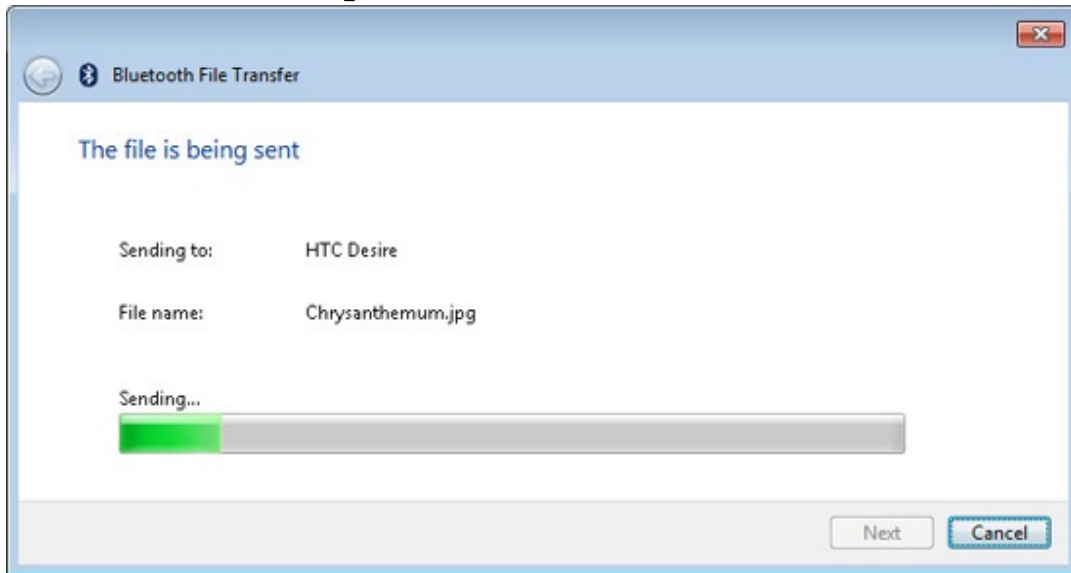 Bluetooth File Transfer
The file is being sent
Sending to: HTC Desire
File name: Chrysanthemum.jpg
Sending...
Next Cancel